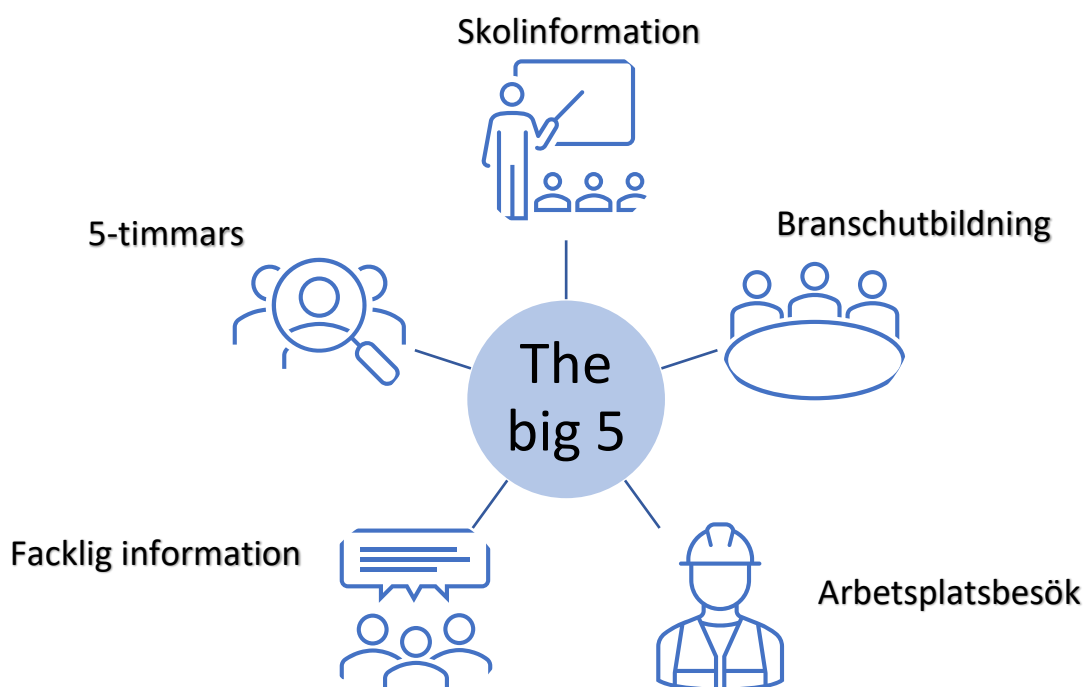 Skolinformation
5-timmars
Branschutbildning
The
big 5
Facklig information
Arbetsplatsbesök